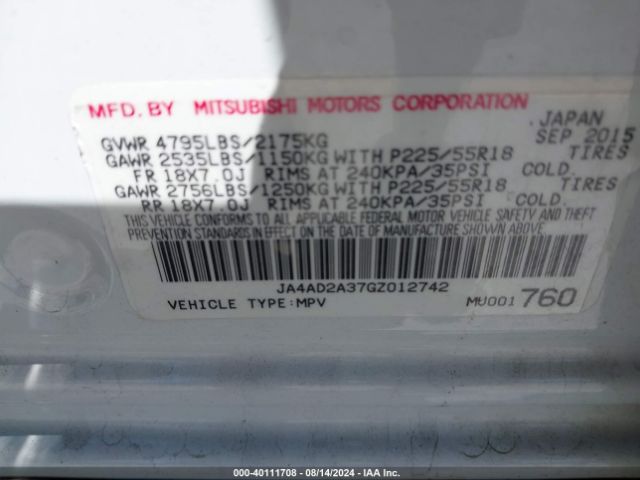 MFD. BY MITSUBISHI MOTORS CORPORATION
JAPAN
GVWR 4795LBS/2175KG SEP 2015
GAWR 2535LBS/1150KG WITH P225/55R18 TIRES
FR 18X7.0J RIMS AT 240KPA/35PSI COLD.
GAWR 2756LBS/1250KG WITH P225/55R18 TIRES
RR 18X7.0J RIMS AT 240KPA/35PSI COLD.
THIS VEHICLE CONFORMS TO ALL APPLICABLE FEDERAL MOTOR VEHICLE SAFETY AND THEFT
PREVENTION STANDARDS IN EFFECT ON THE DATE OF MANUFACTURE SHOWN ABOVE.
JA4AD2A37GZ012742
VEHICLE TYPE:MPV MU001760
000-40111708 - 08/14/2024 - IAA Inc.